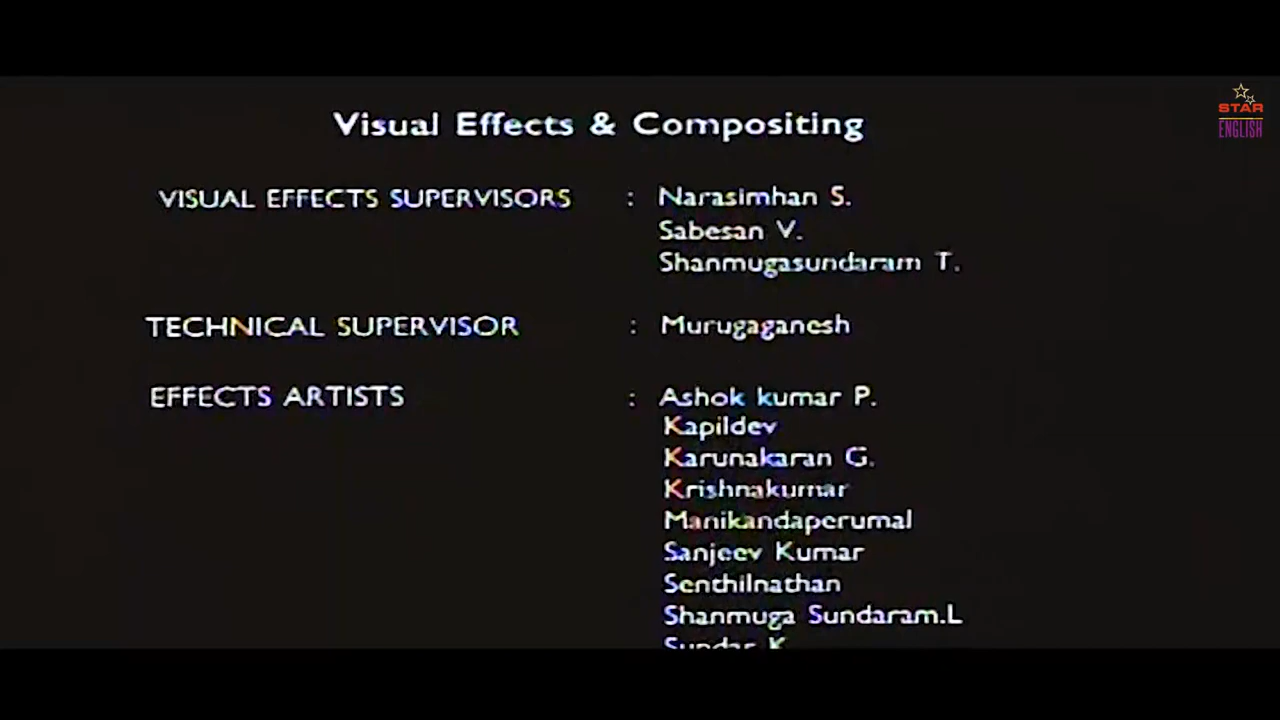 STAR
ENGLISH
Visual Effects & Compositing
VISUAL EFFECTS SUPERVISORS : Narasimhan S.
Sabesan V.
Shanmugasundaram T.
TECHNICAL SUPERVISOR : Murugaganesh
EFFECTS ARTISTS : Ashok kumar P.
Kapildev
Karunakaran G.
Krishnakumar
Manikandaperumal
Sanjeev Kumar
Senthilnathan
Shanmuga Sundaram.L
Sundar K